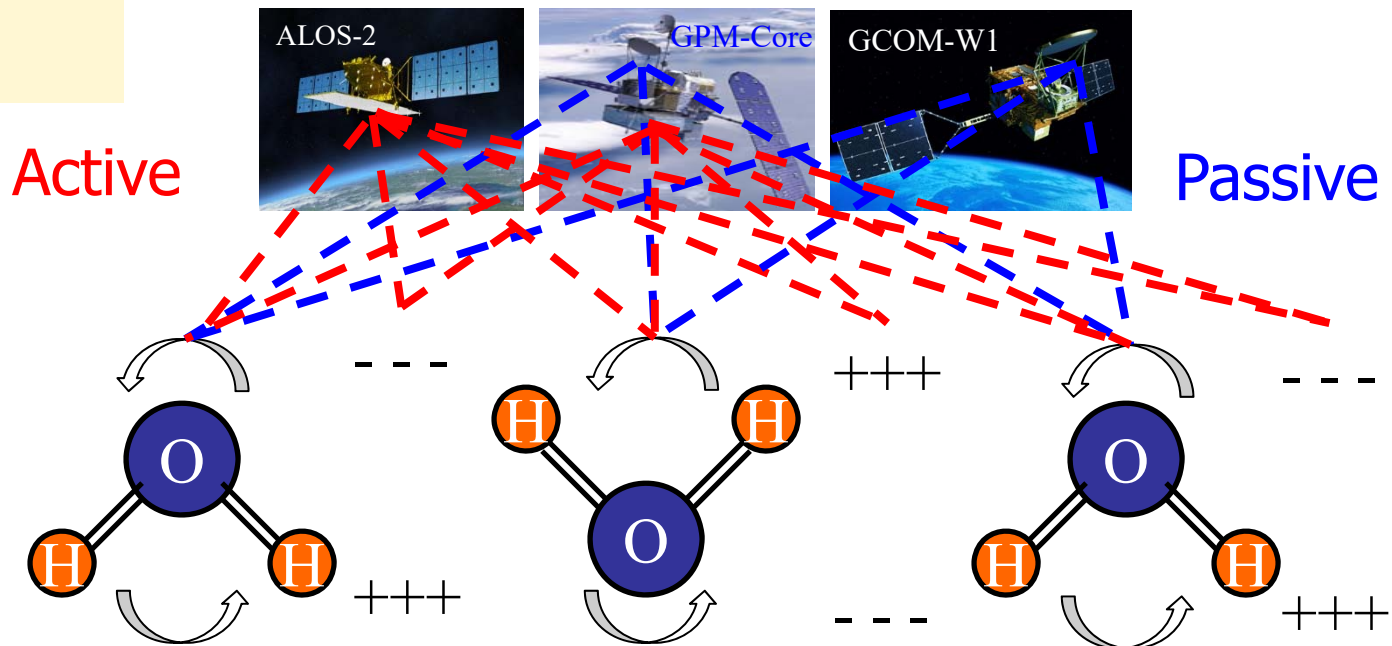 ALOS-2
GPM-Core
GCOM-W1
Active
Passive
- - -
+++
- - -
H
H
O
O
O
H
H
H
H
+++
- - -
+++